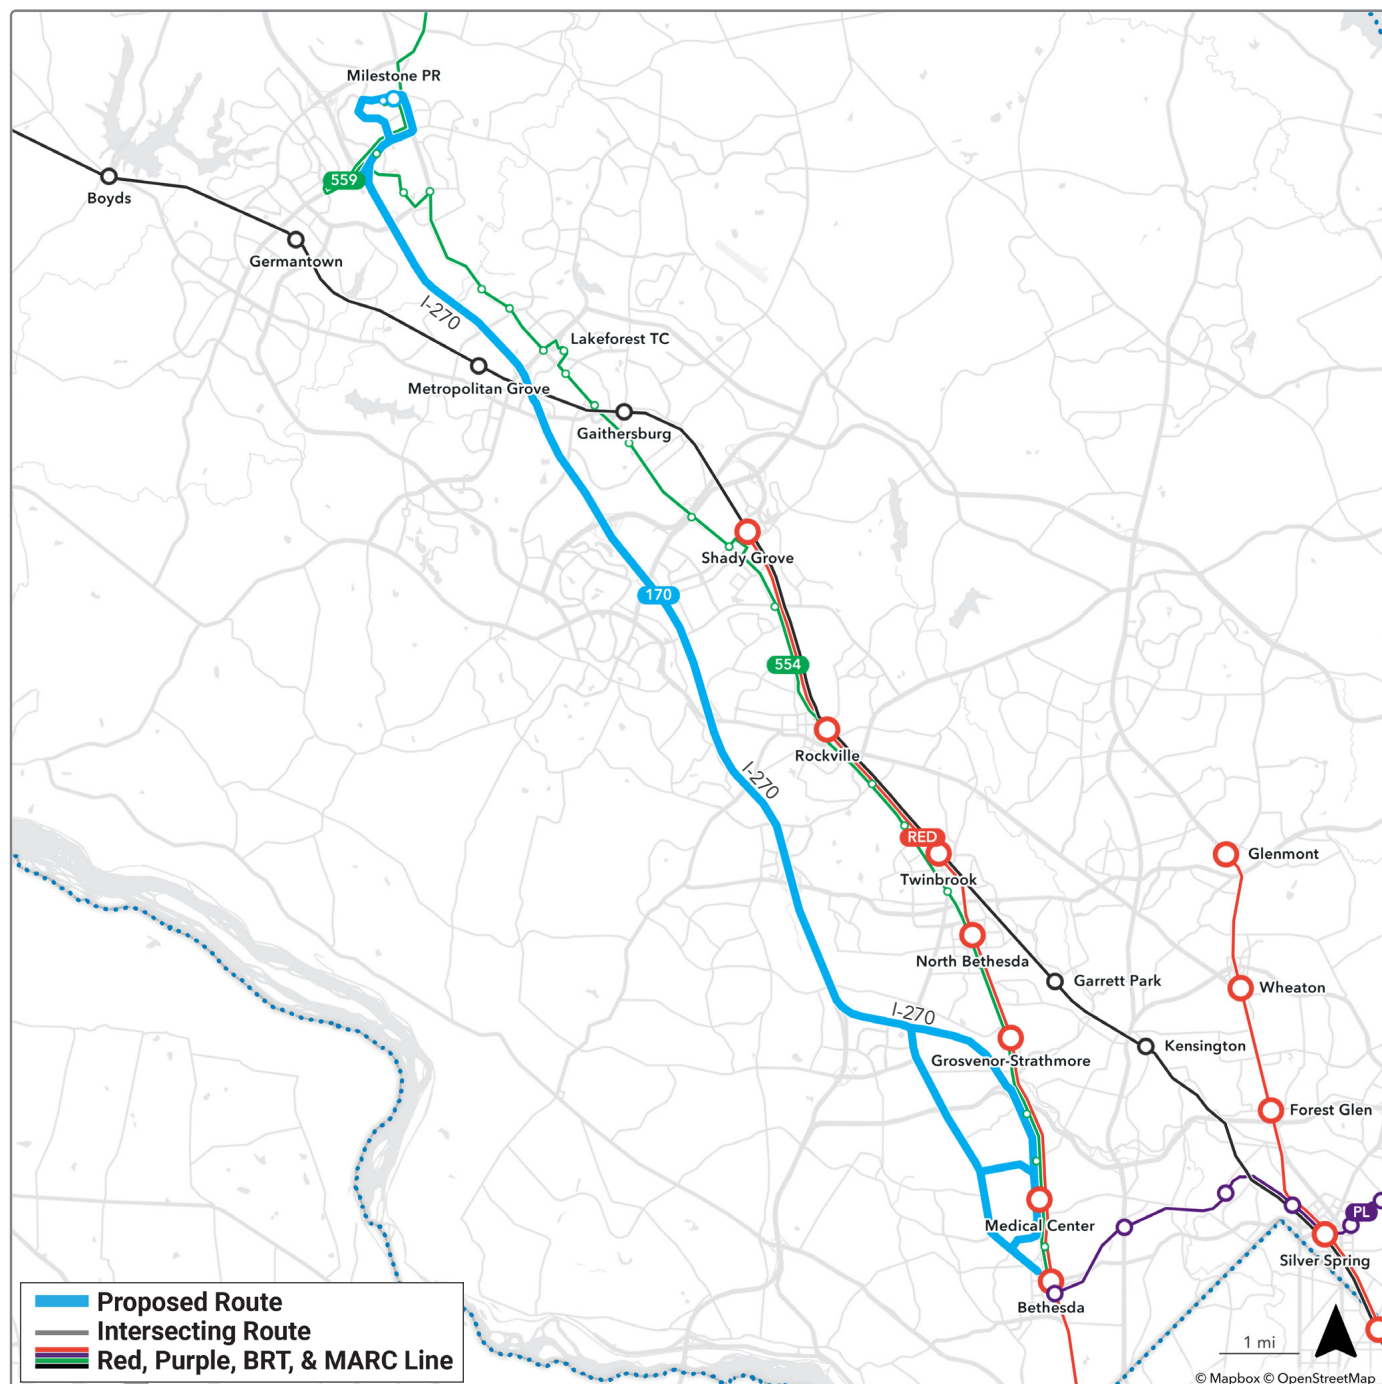 Milestone PR
559
Boyds
Germantown
I-270
Lakeforest TC
Metropolitan Grove
Gaithersburg
Shady Grove
170
554
Rockville
I-270
RED
Twinbrook
Glenmont
North Bethesda
Garrett Park
Wheaton
I-270
Kensington
Grosvenor-Strathmore
Forest Glen
Medical Center
PL
Silver Spring
Bethesda
Proposed Route
Intersecting Route
Red, Purple, BRT, & MARC Line
1 mi
© Mapbox © OpenStreetMap